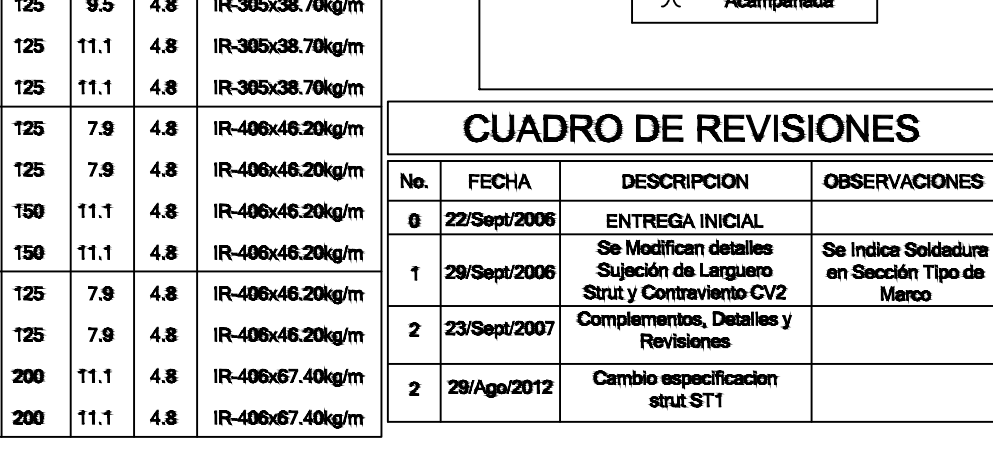 125 9.5 4.8 IR-305x38.70kg/m
125 11.1 4.8 IR-305x38.70kg/m
125 11.1 4.8 IR-305x38.70kg/m
125 7.9 4.8 IR-406x46.20kg/m
125 7.9 4.8 IR-406x46.20kg/m
150 11.1 4.8 IR-406x46.20kg/m
150 11.1 4.8 IR-406x46.20kg/m
125 7.9 4.8 IR-406x46.20kg/m
125 7.9 4.8 IR-406x46.20kg/m
200 11.1 4.8 IR-406x67.40kg/m
200 11.1 4.8 IR-406x67.40kg/m
Acampanada
CUADRO DE REVISIONES
No. FECHA DESCRIPCION OBSERVACIONES
0 22/Sept/2006 ENTREGA INICIAL
1 29/Sept/2006 Se Modifican detalles
Sujeción de Larguero
Strut y Contraviento CV2
Se Indica Soldadura
en Sección Tipo de
Marco
2 23/Sept/2007 Complementos, Detalles y
Revisiones
2 29/Ago/2012 Cambio especificacion
strut ST1